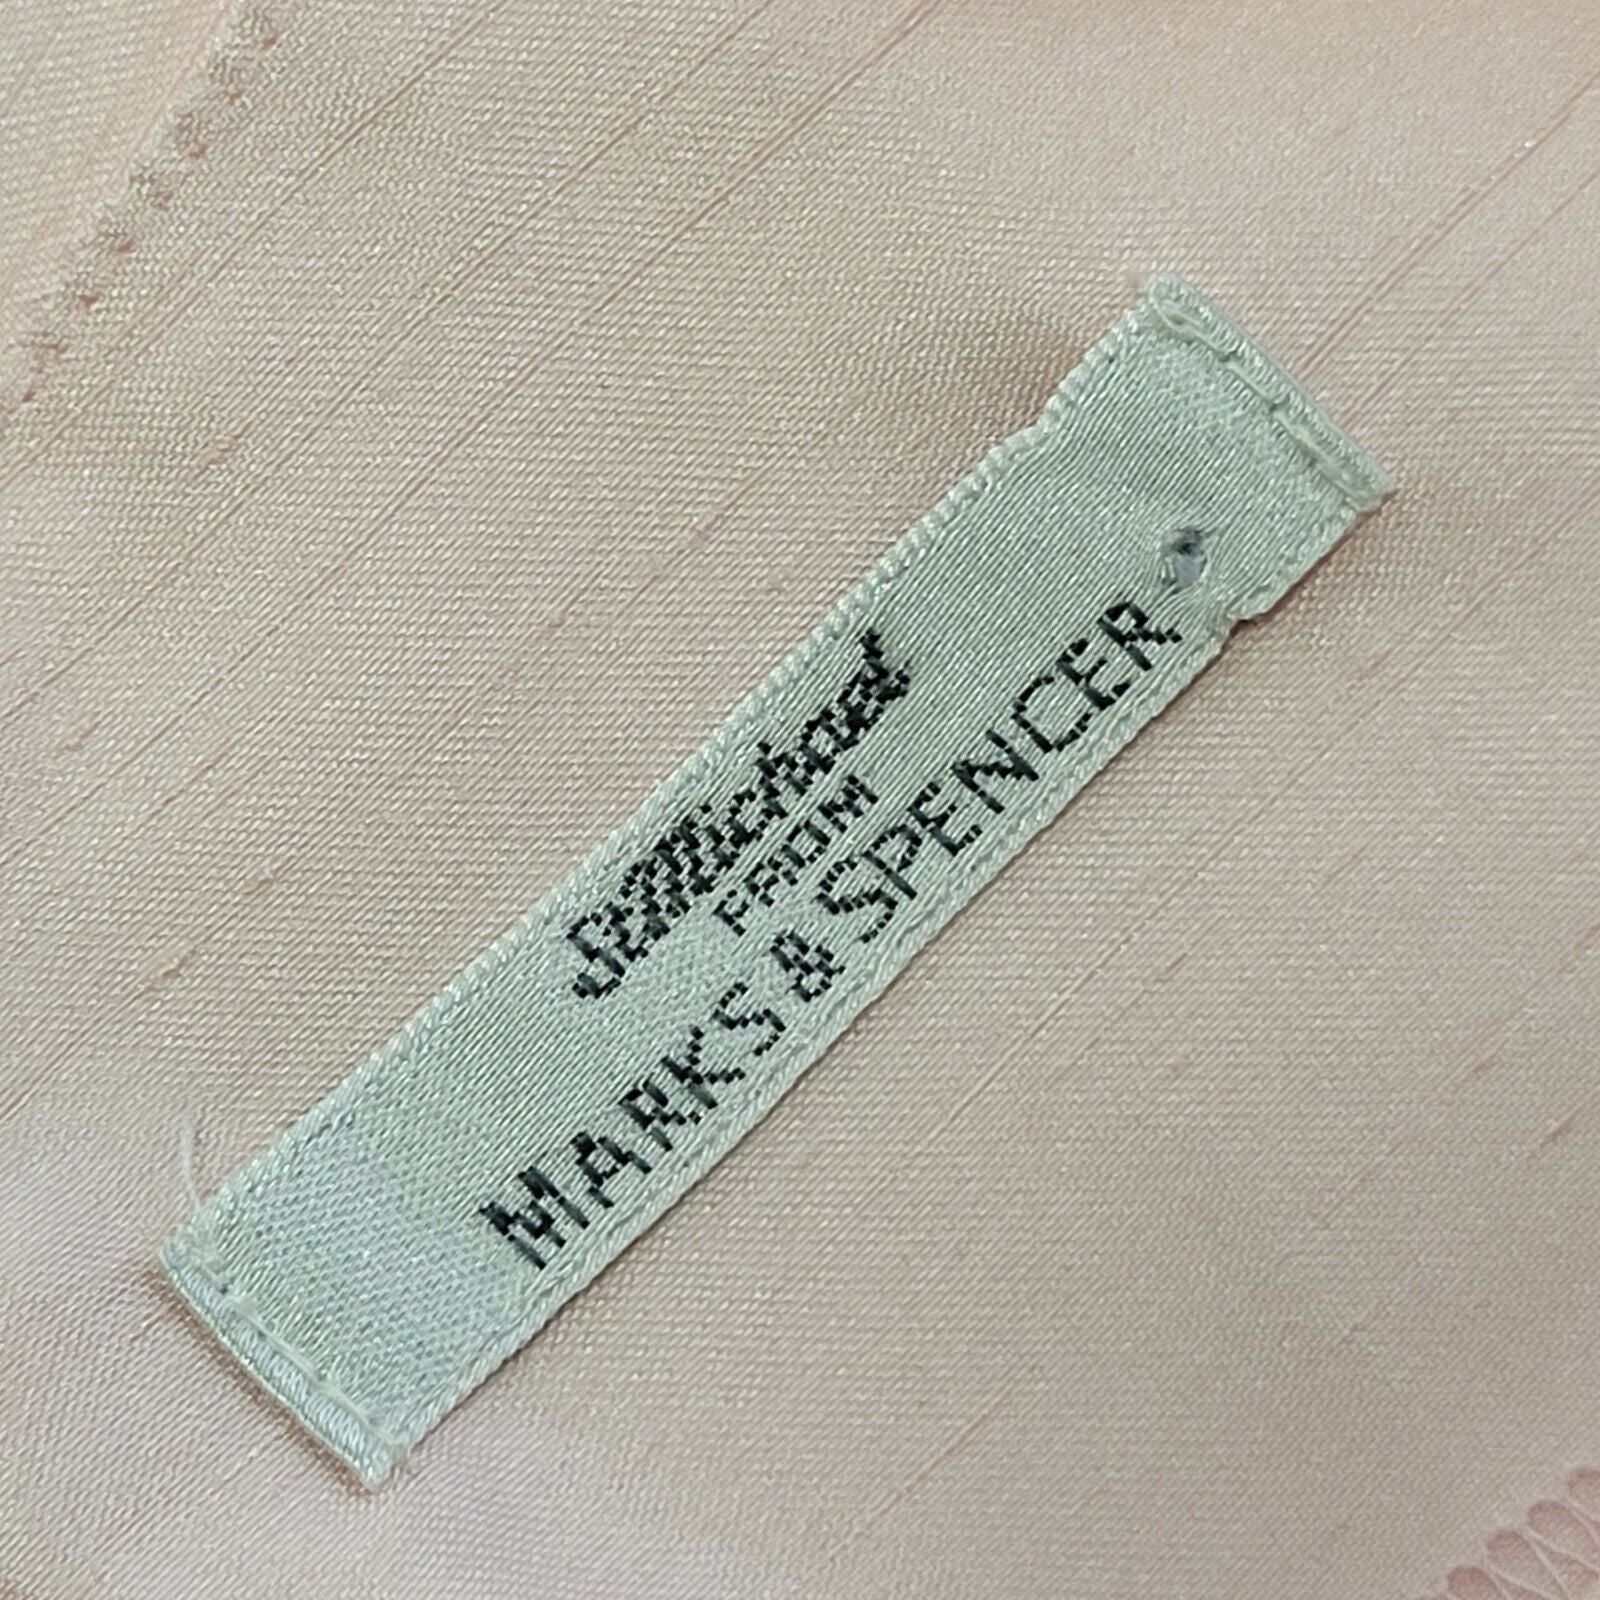 St Michael
FROM
MARKS & SPENCER